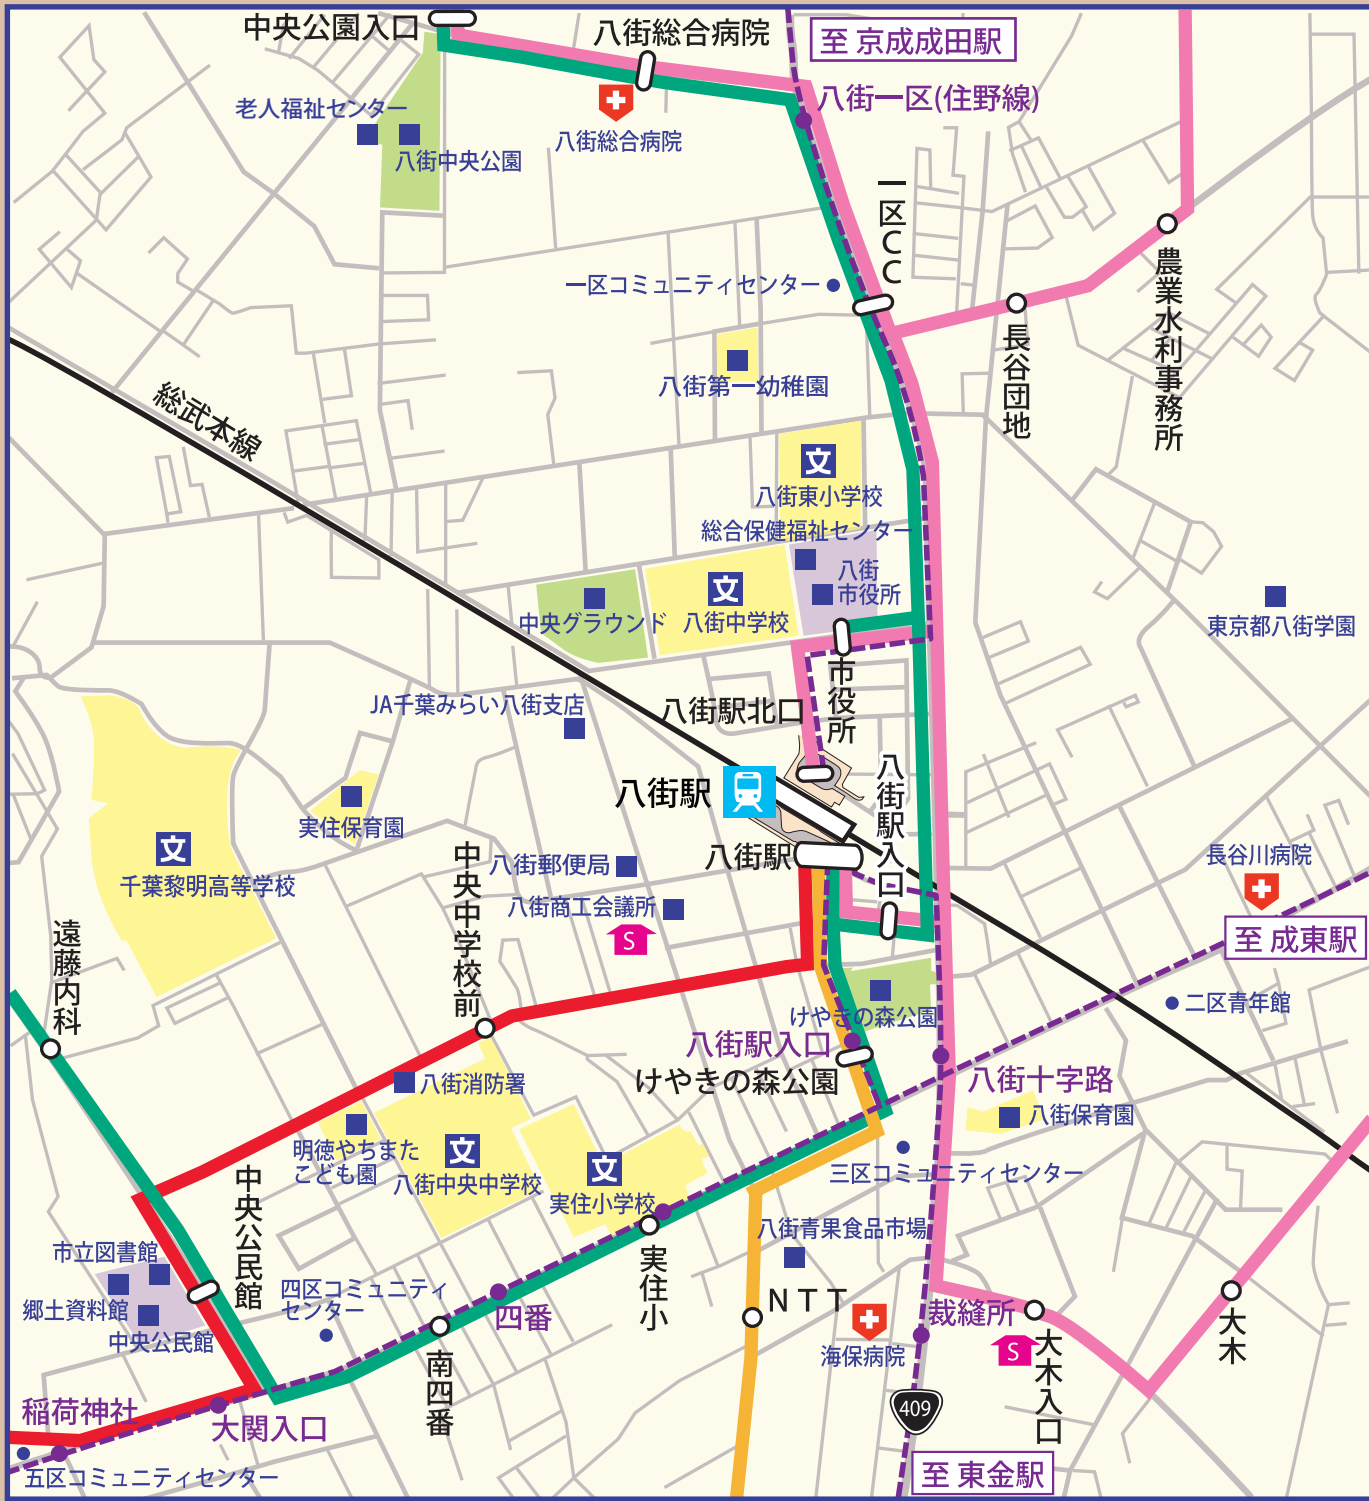 中央公園入口
八街総合病院
至 京成成田駅
八街一区(住野線)
老人福祉センター
八街中央公園
八街総合病院
一区CC
農業水利事務所
一区コミュニティセンター
長谷団地
八街第一幼稚園
総武本線
八街東小学校
総合保健福祉センター
八街
市役所
中央グラウンド
八街中学校
東京都八街学園
市役所
JA千葉みらい八街支店
八街駅北口
八街駅
八街駅入口
実住保育園
中央中学校前
八街郵便局
八街駅
長谷川病院
千葉黎明高等学校
八街商工会議所
S
至 成東駅
遠藤内科
けやきの森公園
二区青年館
八街駅入口
けやきの森公園
八街十字路
八街消防署
八街保育園
明徳やちまた
こども園
八街中央中学校
実住小学校
三区コミュニティセンター
中央公民館
八街青果食品市場
市立図書館
実住小
四区コミュニティ
センター
郷土資料館
中央公民館
四番
NTT
裁縫所
大木
海保病院
S
大木入口
南四番
稲荷神社
大関入口
409
五区コミュニティセンター
至 東金駅
文
文
文
文
文